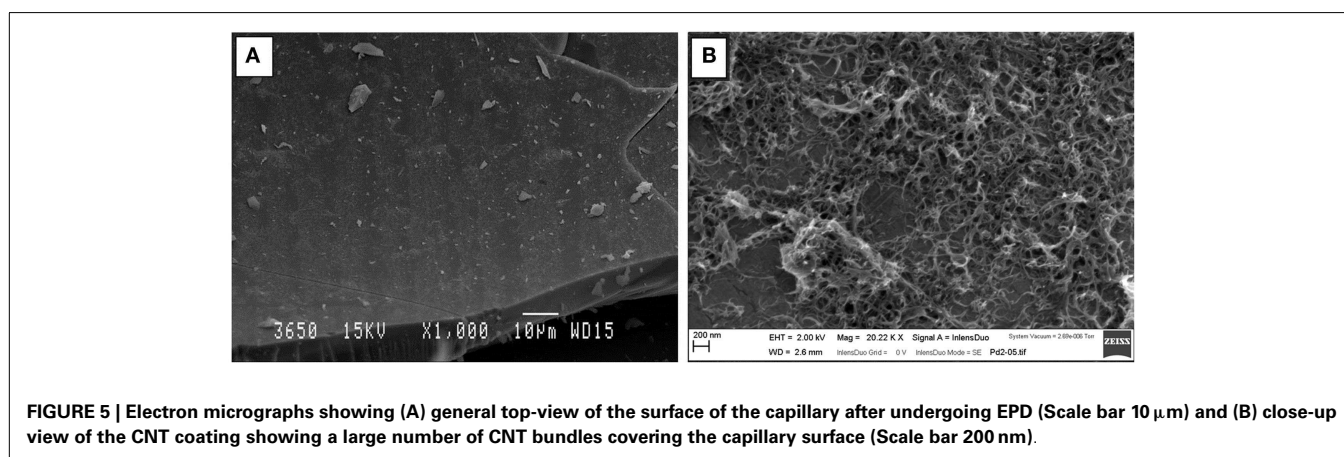 A
B
3650 15KV X1,000 10μm WD15
200 nm EHT = 2.00 kV Mag = 20.22 K X Signal A = InlensDuo System Vacuum = 2.69e-006 Torr
WD = 2.6 mm InlensDuo Grid = 0 V InlensDuo Mode = SE Pd2-05.tif ZEISS
FIGURE 5 | Electron micrographs showing (A) general top-view of the surface of the capillary after undergoing EPD (Scale bar 10 μm) and (B) close-up
view of the CNT coating showing a large number of CNT bundles covering the capillary surface (Scale bar 200 nm).